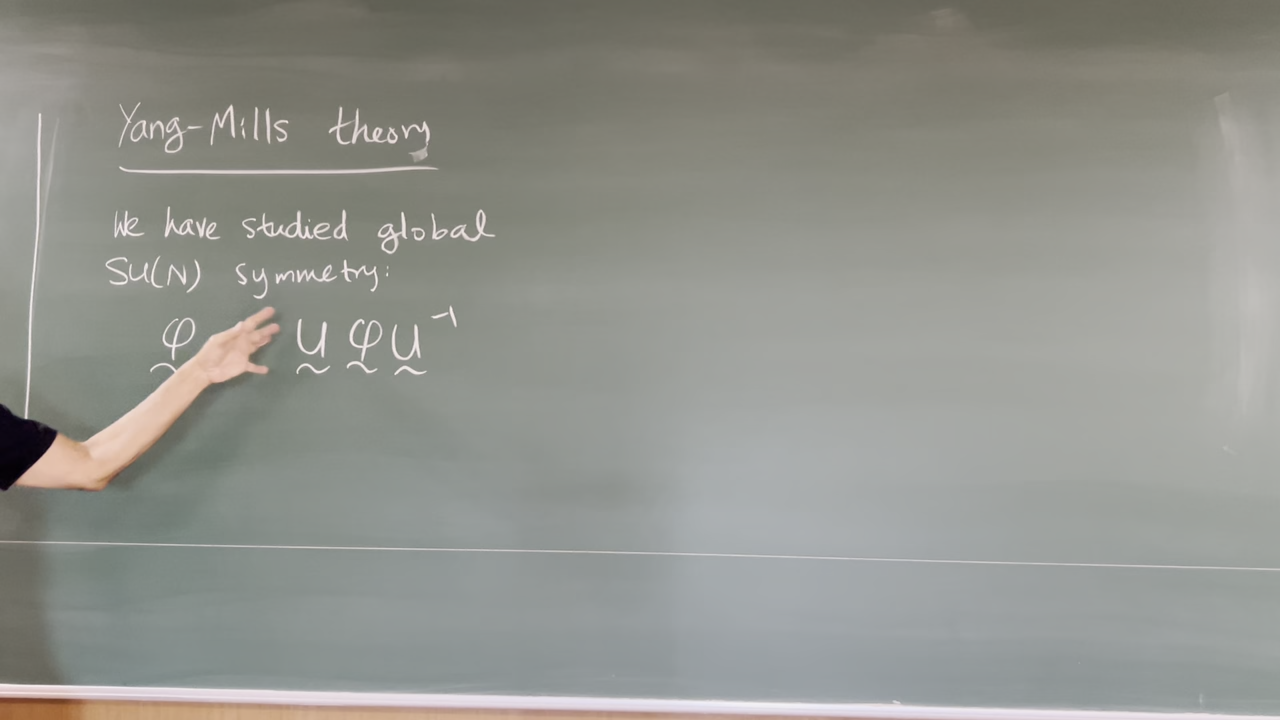 Yang-Mills theory
We have studied global
SU(N) symmetry:
φ U φ U⁻¹